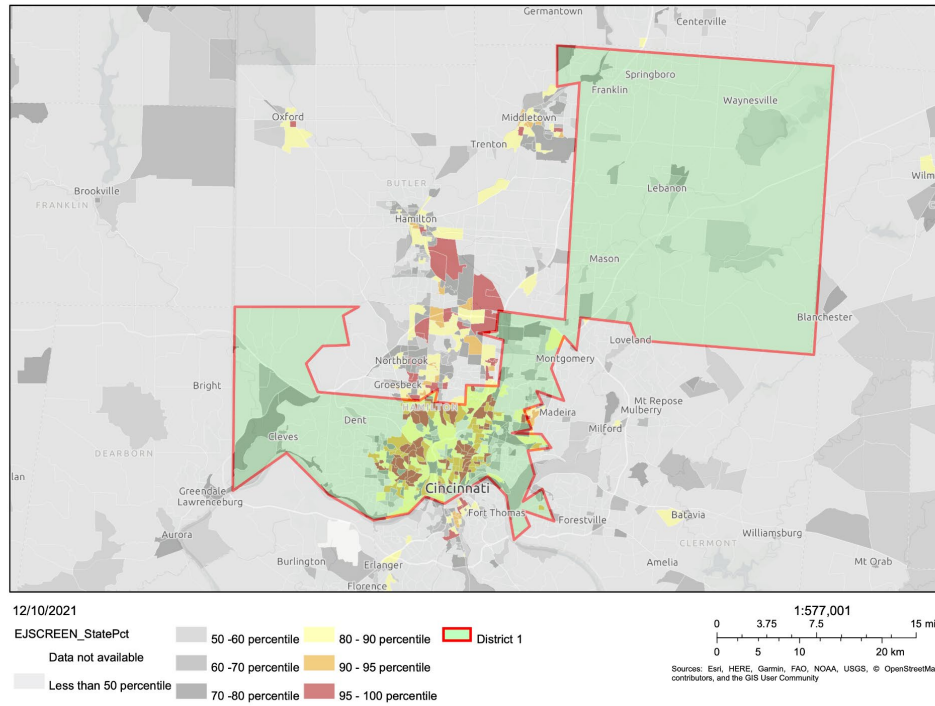 Germantown
Centerville
Springboro
Franklin
Waynesville
Oxford
Middletown
Trenton
Wilm
Brookville
FRANKLIN
BUTLER
Lebanon
Hamilton
Mason
Blanchester
Loveland
Montgomery
Northbrook
Bright
Groesbeck
HAMILTON
Madeira
Mt Repose
Mulberry
Dent
Milford
Cleves
DEARBORN
lan
Cincinnati
Greendale
Lawrenceburg
Fort Thomas
Forestville
Batavia
Aurora
Williamsburg
CLERMONT
Burlington
Erlanger
Amelia
Mt Orab
Florence
12/10/2021
EJSCREEN_StatePct
Data not available
Less than 50 percentile
50 -60 percentile
60 -70 percentile
70 -80 percentile
80 - 90 percentile
90 - 95 percentile
95 - 100 percentile
District 1
1:577,001
0 3.75 7.5 15 mi
0 5 10 20 km
Sources: Esri, HERE, Garmin, FAO, NOAA, USGS, © OpenStreetMa
contributors, and the GIS User Community